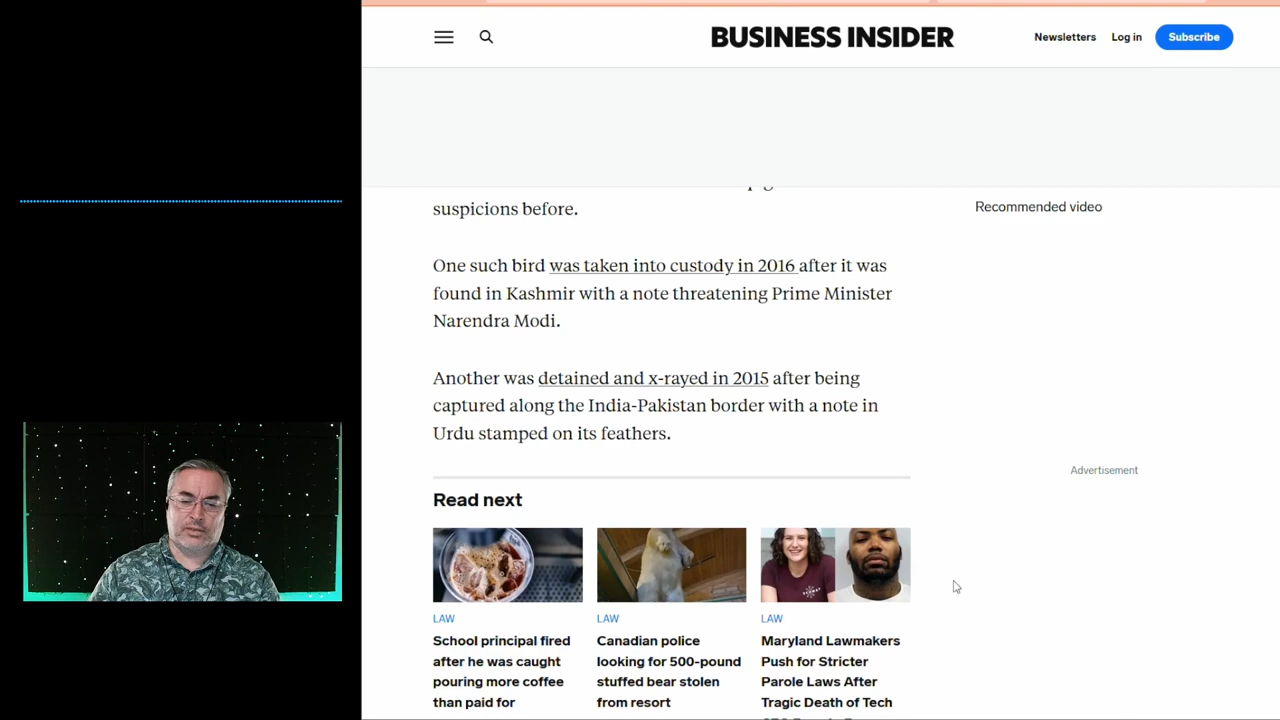 BUSINESS INSIDER
Newsletters Log in Subscribe
suspicions before.
Recommended video
One such bird was taken into custody in 2016 after it was
found in Kashmir with a note threatening Prime Minister
Narendra Modi.
Another was detained and x-rayed in 2015 after being
captured along the India-Pakistan border with a note in
Urdu stamped on its feathers.
Advertisement
Read next
LAW
School principal fired
after he was caught
pouring more coffee
than paid for
LAW
Canadian police
looking for 500-pound
stuffed bear stolen
from resort
LAW
Maryland Lawmakers
Push for Stricter
Parole Laws After
Tragic Death of Tech